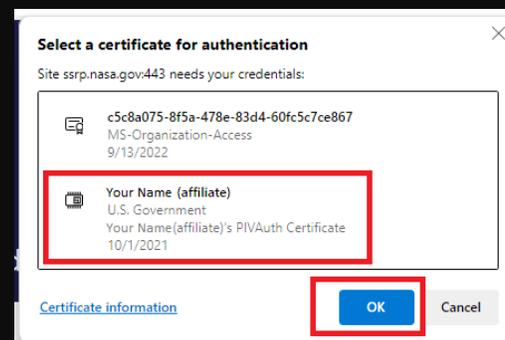 Select a certificate for authentication
Site ssrp.nasa.gov:443 needs your credentials:
c5c8a075-8f5a-478e-83d4-60fc5c7ce867
MS-Organization-Access
9/13/2022
Your Name (affiliate)
U.S. Government
Your Name(affiliate)'s PIVAuth Certificate
10/1/2021
Certificate information
OK
Cancel